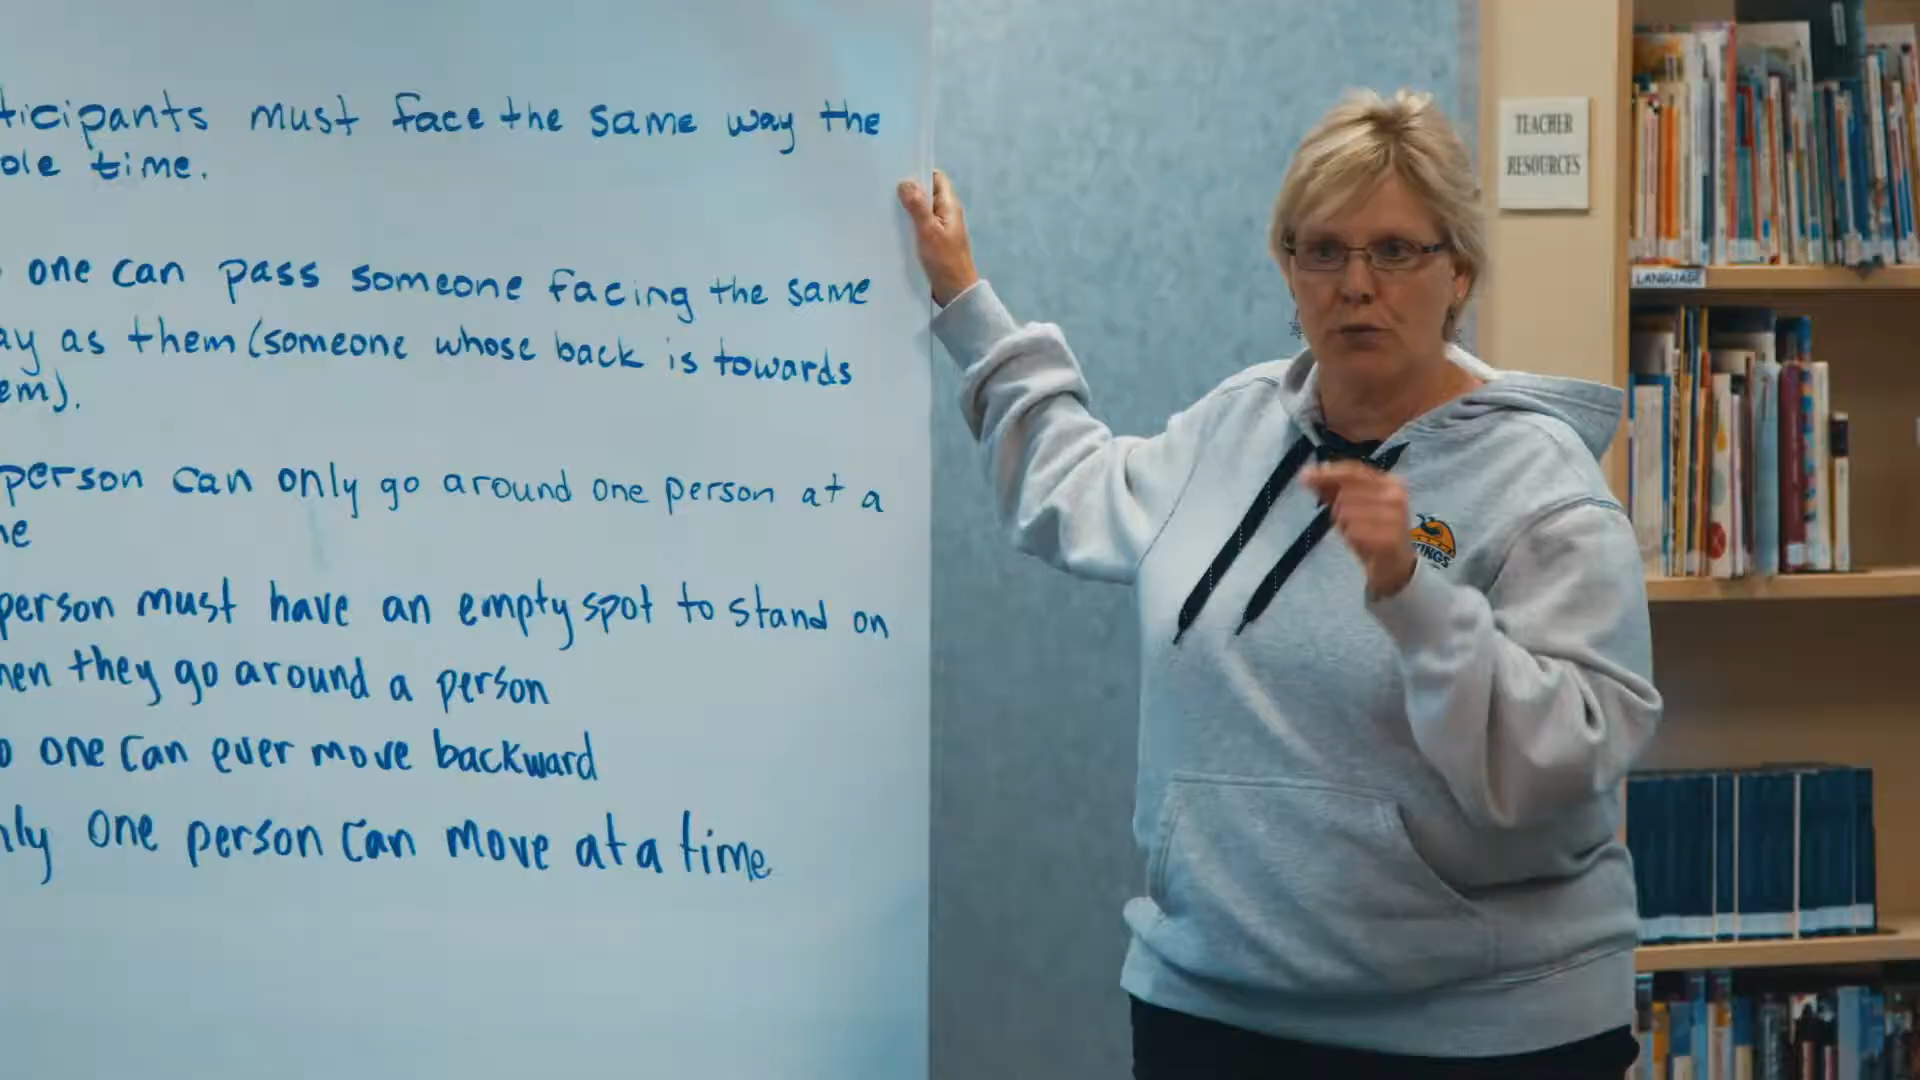 ticipants must face the same way the
ole time.
one can pass someone facing the same
ay as them (someone whose back is towards
em).
person can only go around one person at a
ne
person must have an empty spot to stand on
hen they go around a person
o one can ever move backward
nly one person can move at a time
TEACHER
RESOURCES
LANGUAGE
KINGS